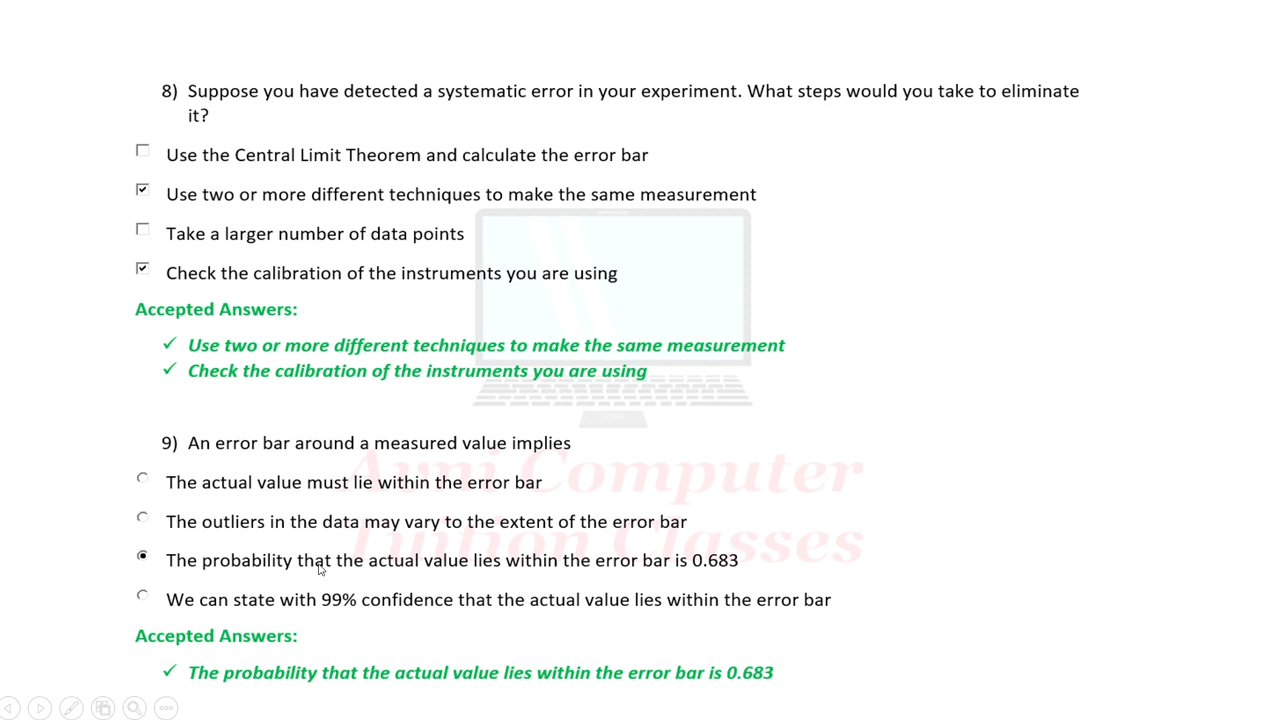 8) Suppose you have detected a systematic error in your experiment. What steps would you take to eliminate
it?
Use the Central Limit Theorem and calculate the error bar
Use two or more different techniques to make the same measurement
Take a larger number of data points
Check the calibration of the instruments you are using
Accepted Answers:
✓ Use two or more different techniques to make the same measurement
✓ Check the calibration of the instruments you are using
9) An error bar around a measured value implies
Avni Computer
The actual value must lie within the error bar
The outliers in the data may vary to the extent of the error bar
Tuition Classes
The probability that the actual value lies within the error bar is 0.683
We can state with 99% confidence that the actual value lies within the error bar
Accepted Answers:
✓ The probability that the actual value lies within the error bar is 0.683